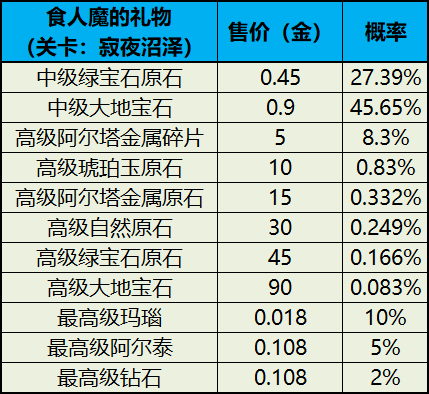 食人魔的礼物
(关卡：寂夜沼泽) 售价（金） 概率
中级绿宝石原石 0.45 27.39%
中级大地宝石 0.9 45.65%
高级阿尔塔金属碎片 5 8.3%
高级琥珀玉原石 10 0.83%
高级阿尔塔金属原石 15 0.332%
高级自然原石 30 0.249%
高级绿宝石原石 45 0.166%
高级大地宝石 90 0.083%
最高级玛瑙 0.018 10%
最高级阿尔泰 0.108 5%
最高级钻石 0.108 2%